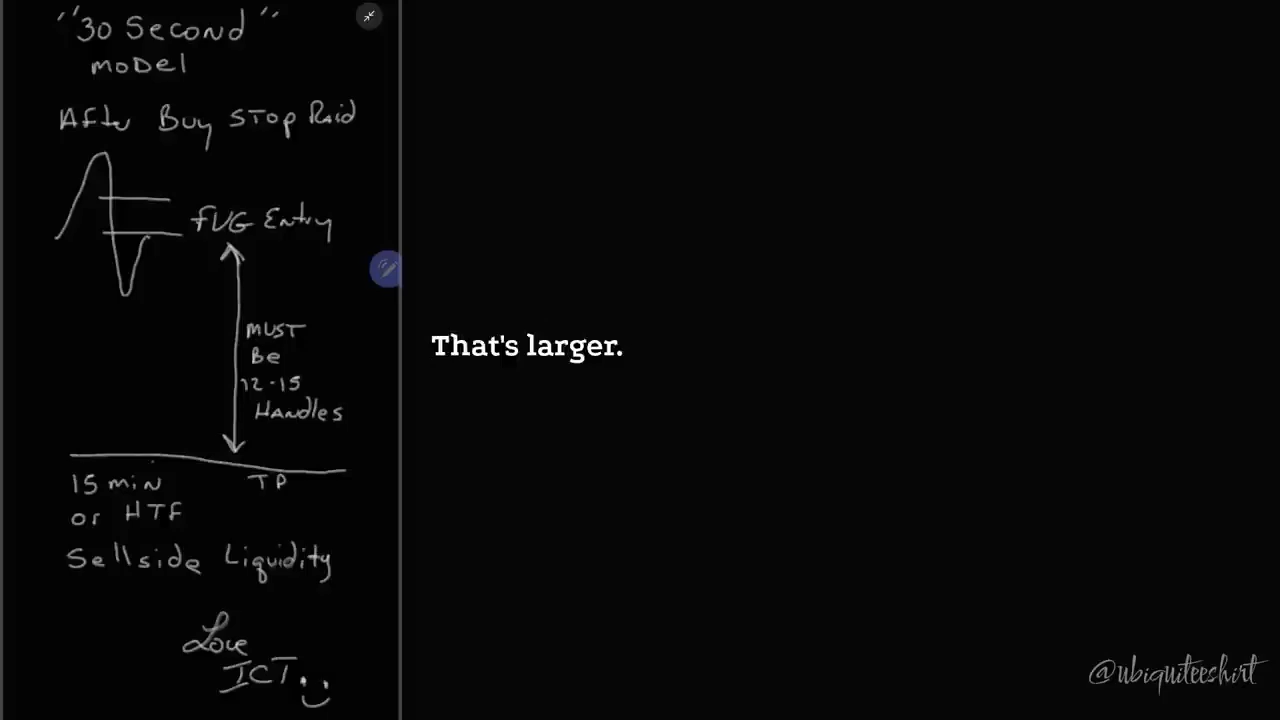 "30 Second"
model
After Buy Stop Raid
FVG Entry
MUST
Be
12-15
HANdles
15 min
or HTF
TP
Sellside Liquidity
Love
ICT
That's larger.
@ubiquiteeshirt